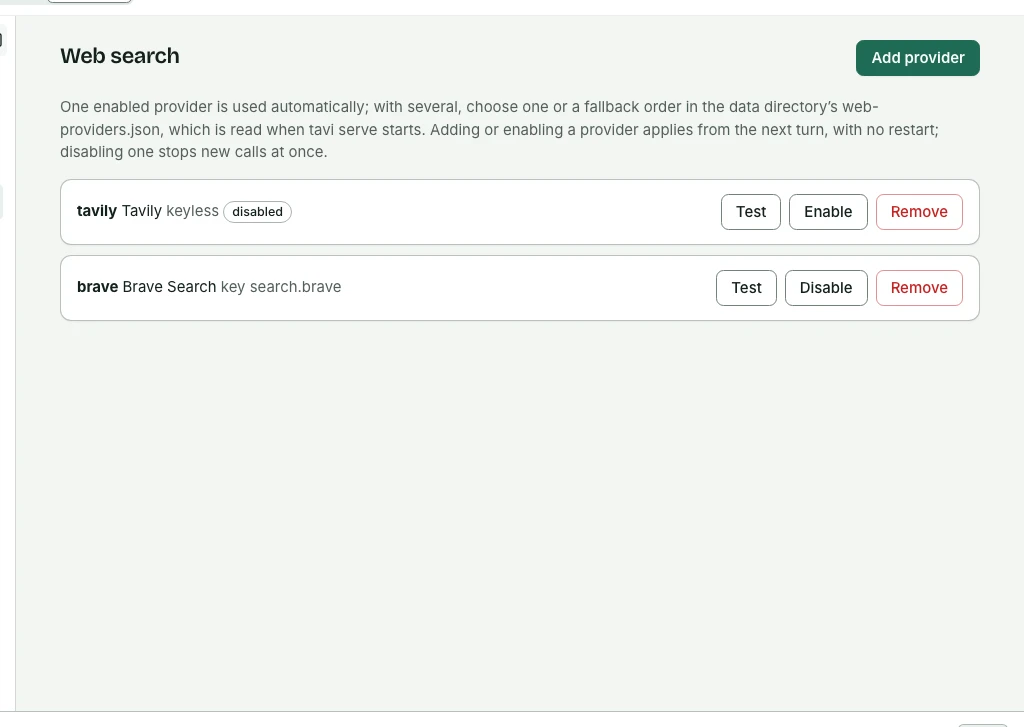 Web search
Add provider
One enabled provider is used automatically; with several, choose one or a fallback order in the data directory’s web-
providers.json, which is read when tavi serve starts. Adding or enabling a provider applies from the next turn, with no restart;
disabling one stops new calls at once.
tavily Tavily keyless disabled
Test Enable Remove
brave Brave Search key search.brave
Test Disable Remove